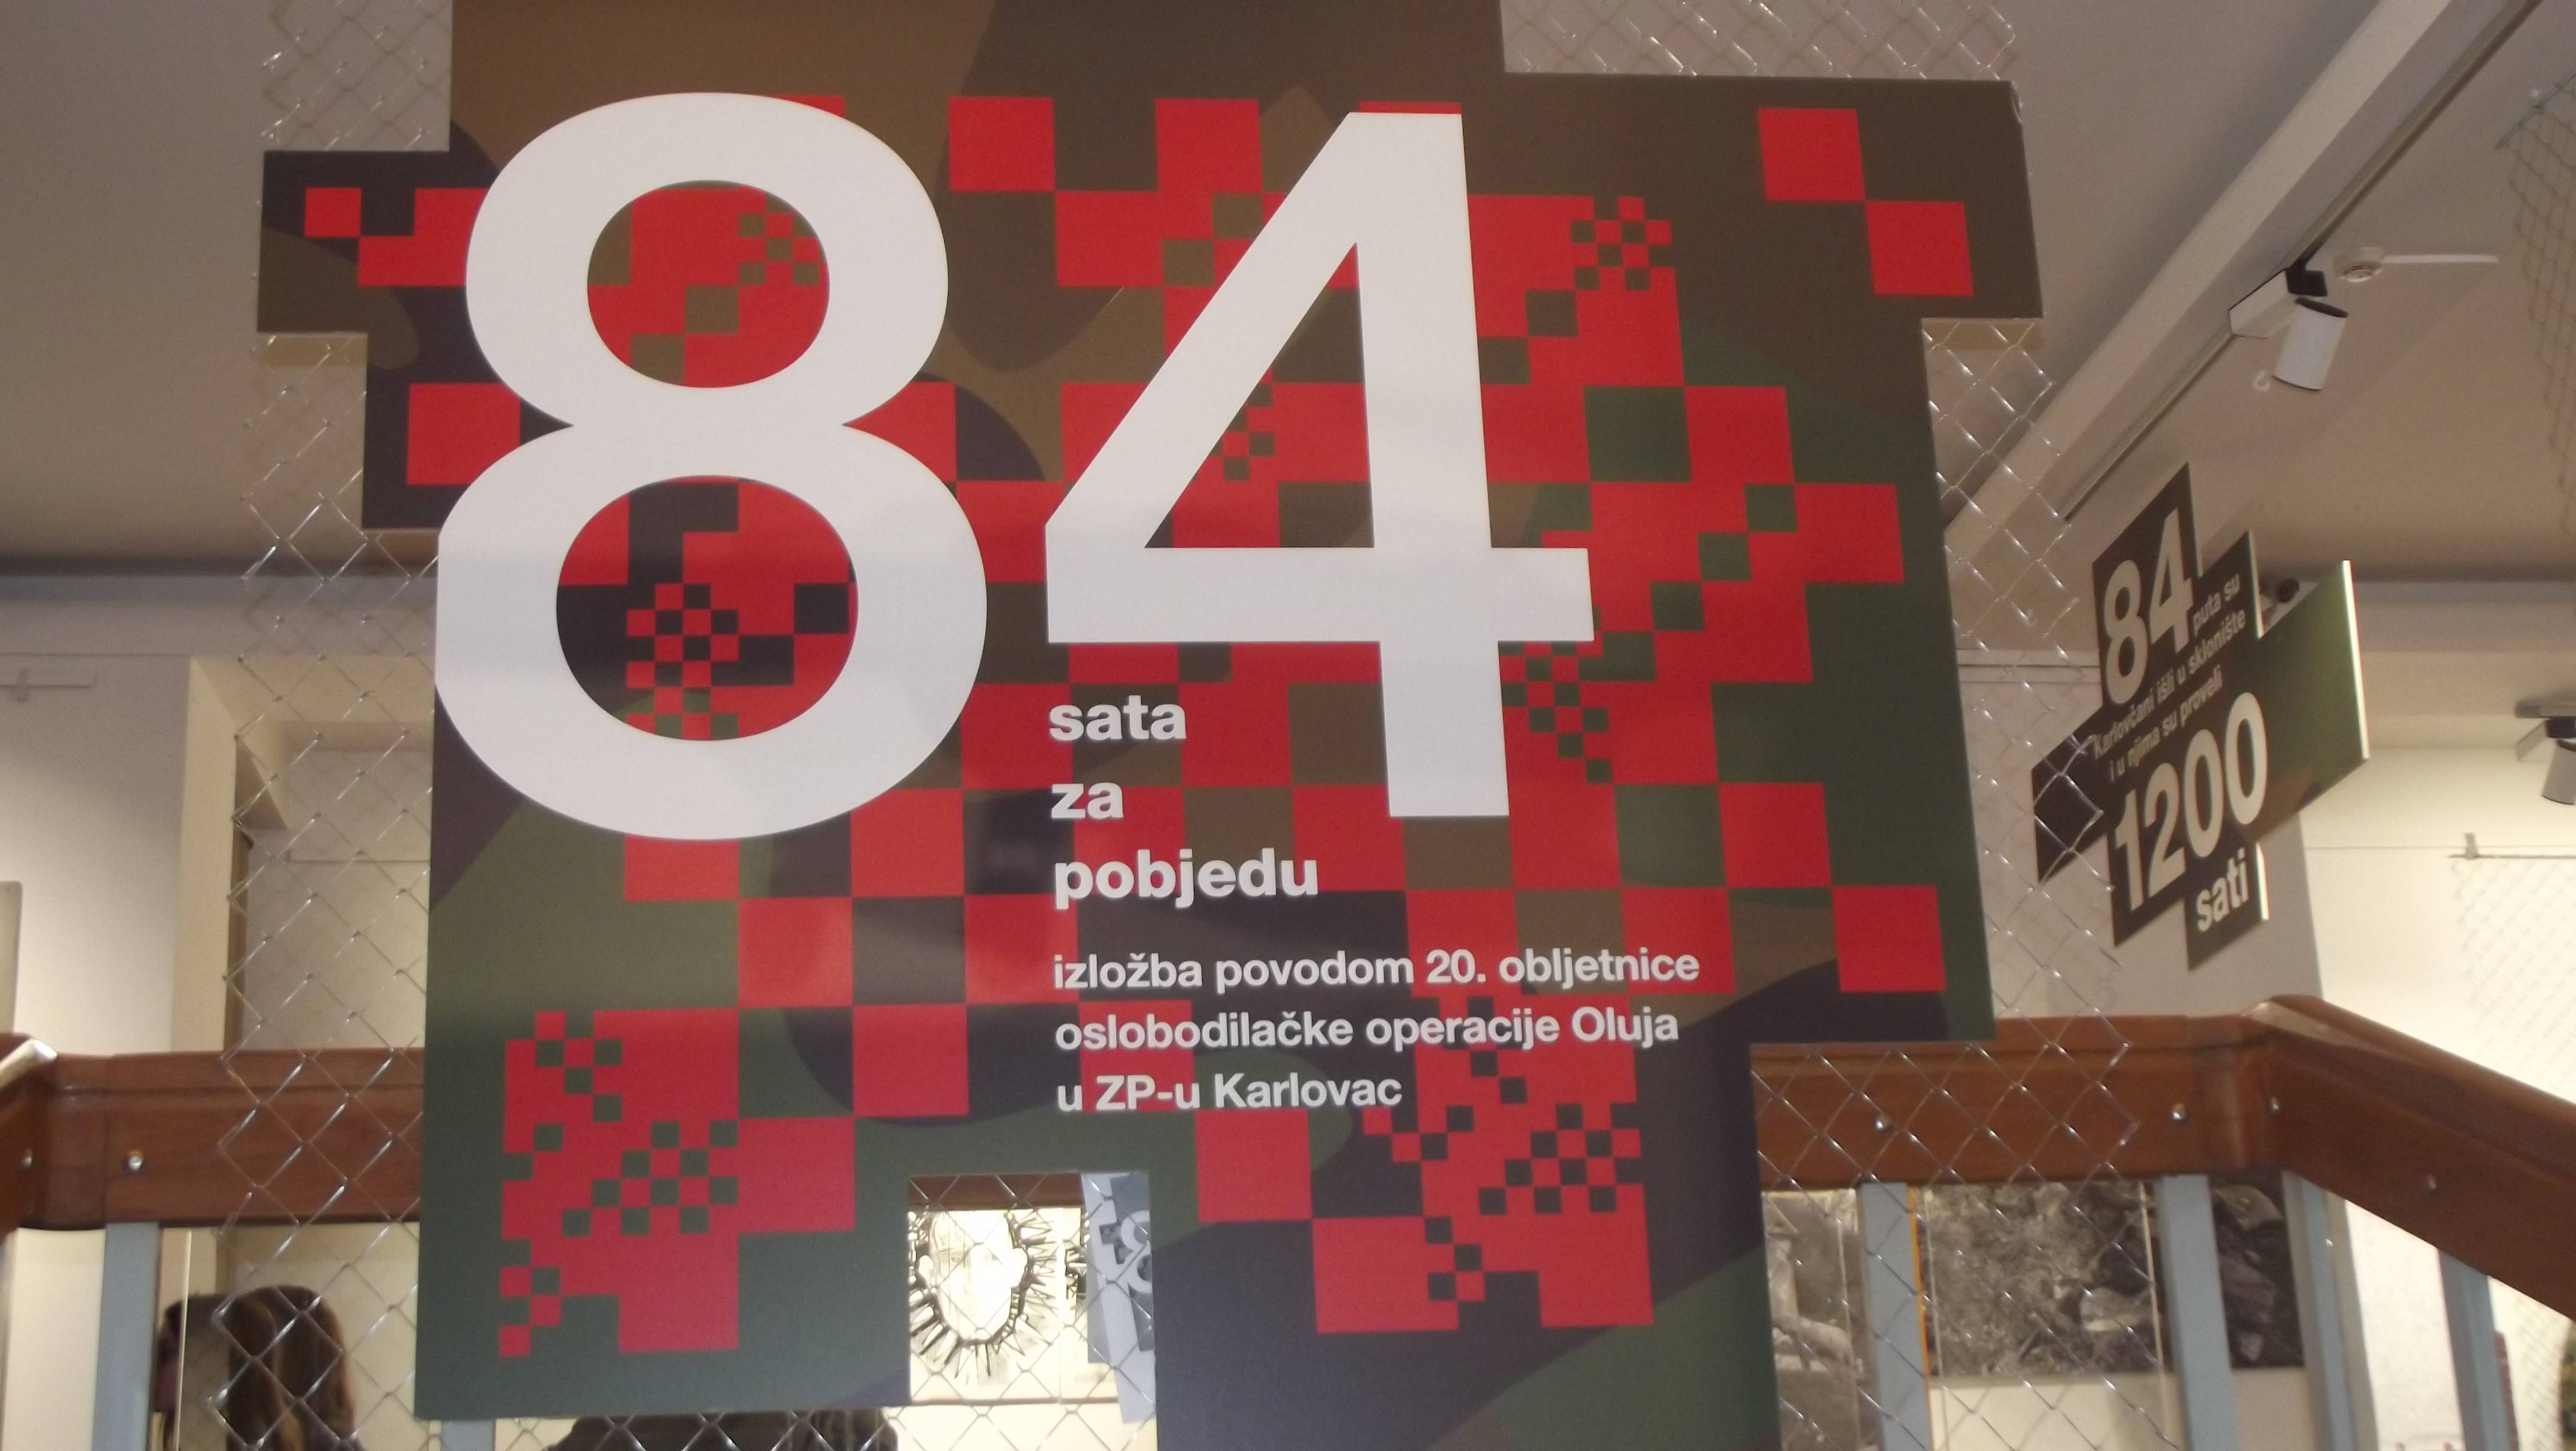 84
sata
za
pobjedu
izložba povodom 20. obljetnice
oslobodilačke operacije Oluja
u ZP-u Karlovac
84 puta su
Karlovčani išli u sklonište
i u njima su proveli
1200
sati